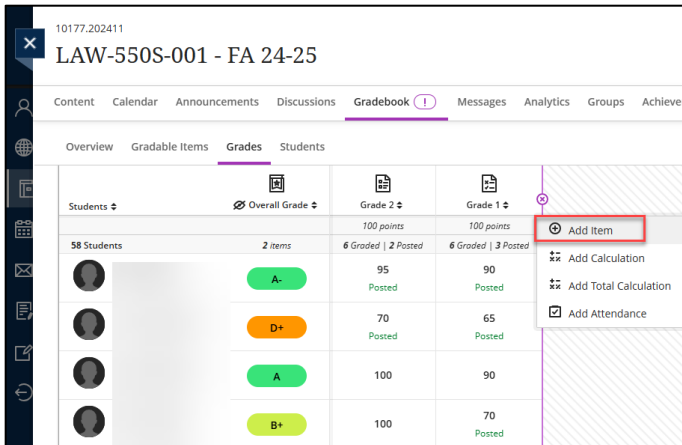 10177.202411
LAW-550S-001 - FA 24-25
Content Calendar Announcements Discussions Gradebook ! Messages Analytics Groups Achieve
Overview Gradable Items Grades Students
Students Overall Grade Grade 2 Grade 1
100 points 100 points
58 Students 2 items 6 Graded | 2 Posted 6 Graded | 3 Posted
Add Item
Add Calculation
Add Total Calculation
Add Attendance
A- 95 90
Posted Posted
D+ 70 65
Posted Posted
A 100 90
B+ 100 70
Posted